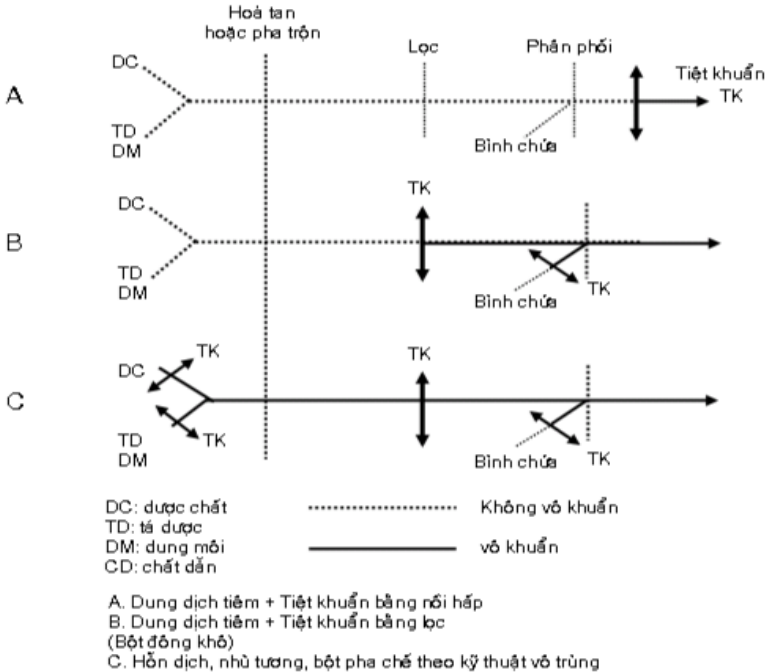 Hoà tan
hoặc pha trộn
Lọc
Phân phối
Tiệt khuẩn
TK
A
DC
TD
DM
Bình chứa
TK
B
DC
TD
DM
Bình chứa
TK
TK
TK
C
DC
TD
DM
TK
Bình chứa
TK
DC: dược chất
TD: tá dược
DM: dung môi
CD: chất dẫn
Không vô khuẩn
vô khuẩn
A. Dung dịch tiêm + Tiệt khuẩn bằng nồi hấp
B. Dung dịch tiêm + Tiệt khuẩn bằng lọc
(Bột đông khô)
C. Hỗn dịch, nhũ tương, bột pha chế theo kỹ thuật vô trùng